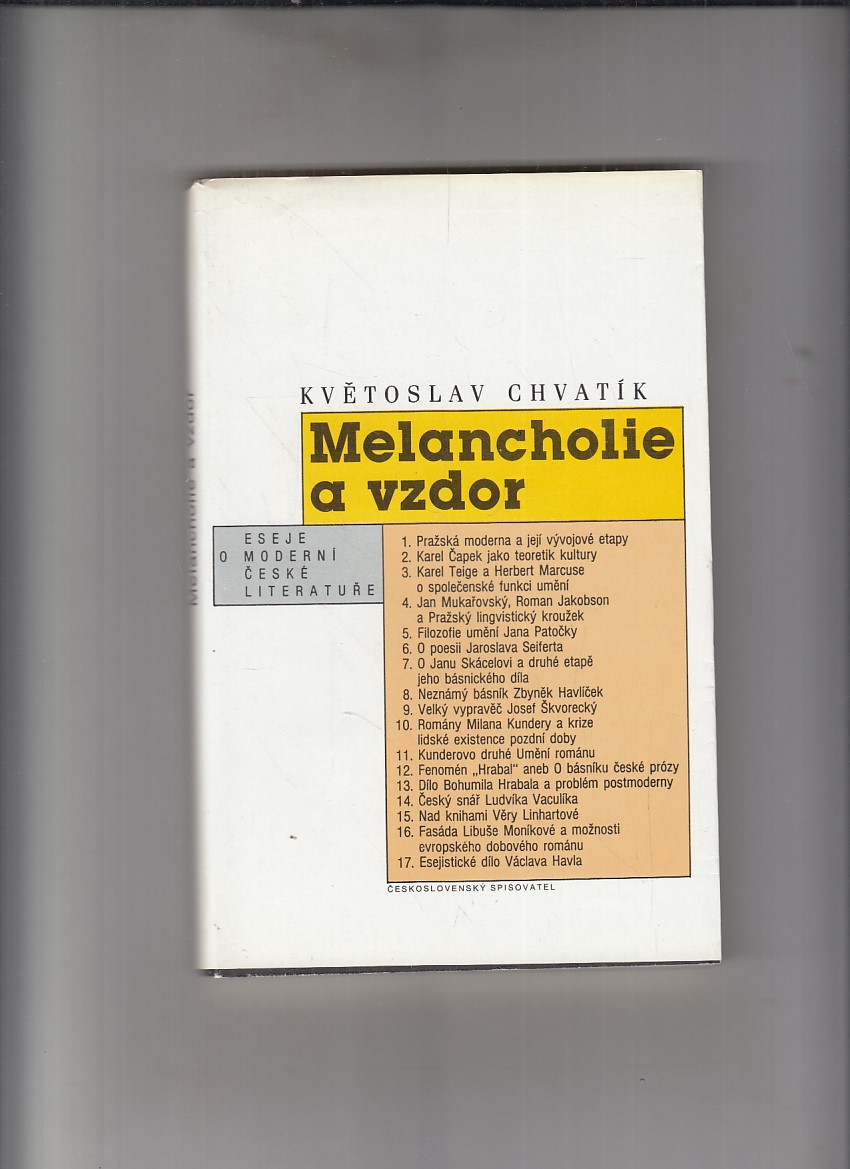 KVĚTOSLAV CHVATÍK
Melancholie
a vzdor
ESEJE
O MODERNÍ
ČESKÉ
LITERATUŘE
1. Pražská moderna a její vývojové etapy
2. Karel Čapek jako teoretik kultury
3. Karel Teige a Herbert Marcuse
o společenské funkci umění
4. Jan Mukařovský, Roman Jakobson
a Pražský lingvistický kroužek
5. Filozofie umění Jana Patočky
6. O poesii Jaroslava Seiferta
7. O Janu Skácelovi a druhé etapě
jeho básnického díla
8. Neznámý básník Zbyněk Havlíček
9. Velký vypravěč Josef Škvorecký
10. Romány Milana Kundery a krize
lidské existence pozdní doby
11. Kunderovo druhé Umění románu
12. Fenomén „Hrabal“ aneb O básníku české prózy
13. Dílo Bohumila Hrabala a problém postmoderny
14. Český snář Ludvíka Vaculíka
15. Nad knihami Věry Linhartové
16. Fasáda Libuše Moníkové a možnosti
evropského dobového románu
17. Esejistické dílo Václava Havla
ČESKOSLOVENSKÝ SPISOVATEL
Melancholie a vzdor